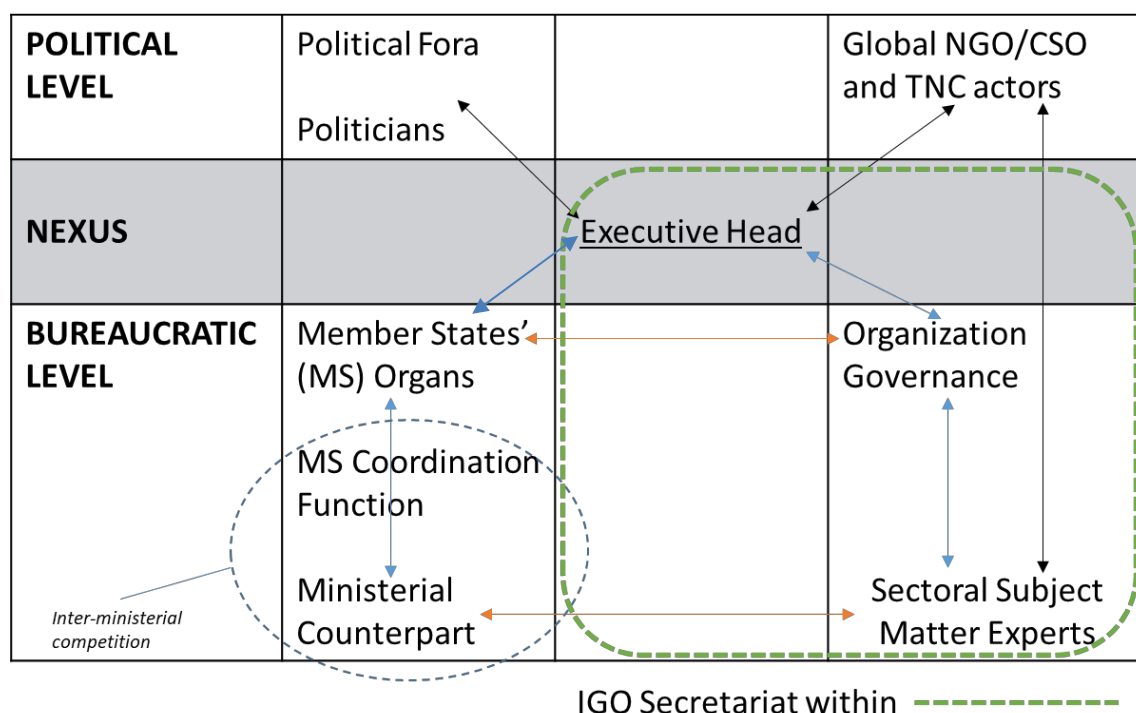 POLITICAL
LEVEL
Political Fora
Politicians
Global NGO/CSO
and TNC actors
NEXUS
Executive Head
BUREAUCRATIC
LEVEL
Member States’
(MS) Organs
Organization
Governance
MS Coordination
Function
Ministerial
Counterpart
Sectoral Subject
Matter Experts
Inter-ministerial
competition
IGO Secretariat within